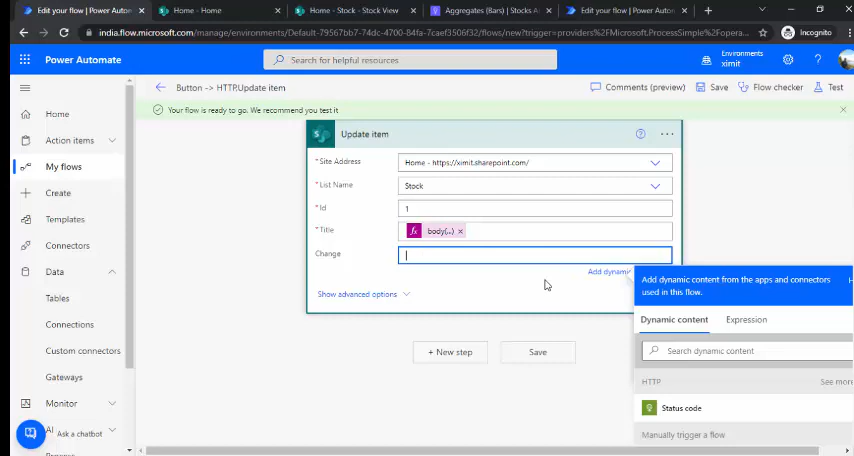 Edit your flow | Power Autom
Home - Home
Home - Stock - Stock View
Aggregates (Bars) | Stocks A
Edit your flow | Power Autom
india.flow.microsoft.com/manage/environments/Default-79567bb7-74dc-4700-84fa-7caef3506f32/flows/new?trigger=providers%2FMicrosoft.ProcessSimple%2Fopera...
Incognito
Power Automate
Search for helpful resources
Environments
ximit
Button -> HTTP,Update item
Comments (preview)
Save
Flow checker
Test
Your flow is ready to go. We recommend you test it
Home
Action items
My flows
Create
Templates
Connectors
Data
Tables
Connections
Custom connectors
Gateways
Monitor
AI
Ask a chatbot
Update item
* Site Address
Home - https://ximit.sharepoint.com/
* List Name
Stock
* Id
1
* Title
fx body(...) ×
Change
Add dynamic
Show advanced options
+ New step
Save
Add dynamic content from the apps and connectors
used in this flow.
Dynamic content
Expression
Search dynamic content
HTTP
See more
Status code
Manually trigger a flow